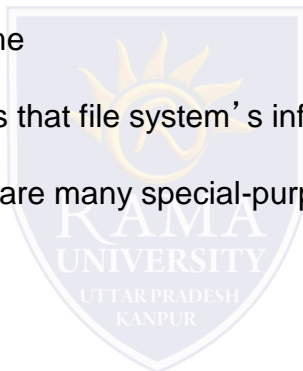 ne
s that file system's inf
are many special-purp
RAMA
UNIVERSITY
UTTAR PRADESH
KANPUR